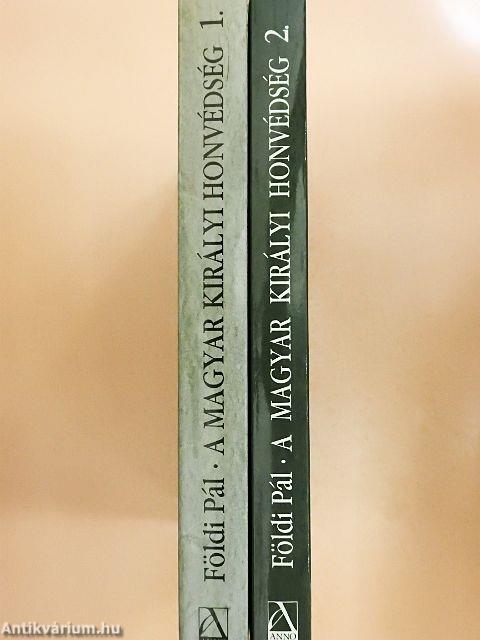 Földi Pál · A MAGYAR KIRÁLYI HONVÉDSÉG 1.
Földi Pál · A MAGYAR KIRÁLYI HONVÉDSÉG 2.
ANNO
Antikvárium.hu